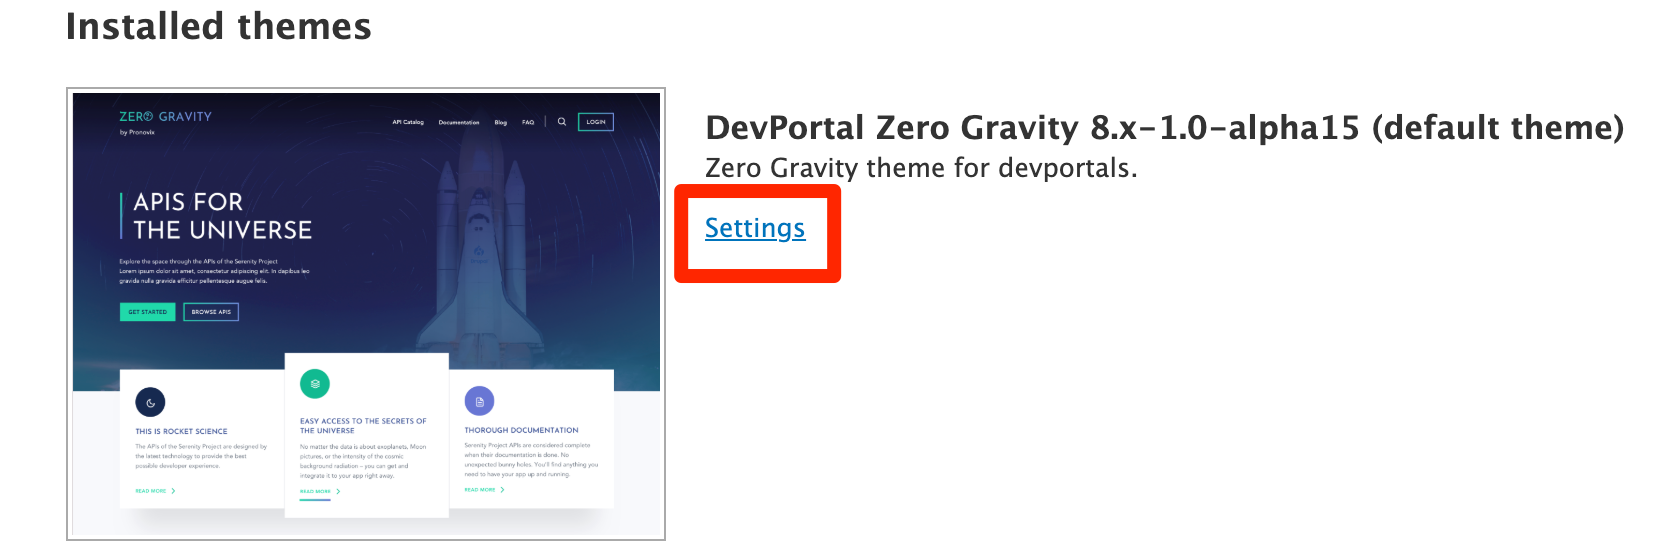 Installed themes
ZERO GRAVITY
by Pronovix
API Catalog Documentation Blog FAQ LOGIN
APIS FOR
THE UNIVERSE
Explore the space through the APIs of the Serenity Project
Lorem ipsum dolor sit amet, consectetur adipiscing elit. In dapibus leo
gravida nulla gravida efficitur pellentesque augue felis.
GET STARTED BROWSE APIS
THIS IS ROCKET SCIENCE
The APIs of the Serenity Project are designed by
the latest technology to provide the best
possible developer experience.
READ MORE
EASY ACCESS TO THE SECRETS OF
THE UNIVERSE
No matter the data is about exoplanets, Moon
pictures, or the intensity of the cosmic
background radiation – you can get and
integrate it to your app right away.
READ MORE
THOROUGH DOCUMENTATION
Serenity Project APIs are considered complete
when their documentation is done. No
unexpected bunny holes. You'll find anything you
need to have your app up and running.
READ MORE
DevPortal Zero Gravity 8.x-1.0-alpha15 (default theme)
Zero Gravity theme for devportals.
Settings